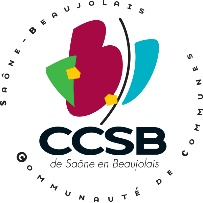 SAÔNE-BEAUJOLAIS
CCSB
de Saône en Beaujolais
COMMUNAUTÉ DE COMMUNES